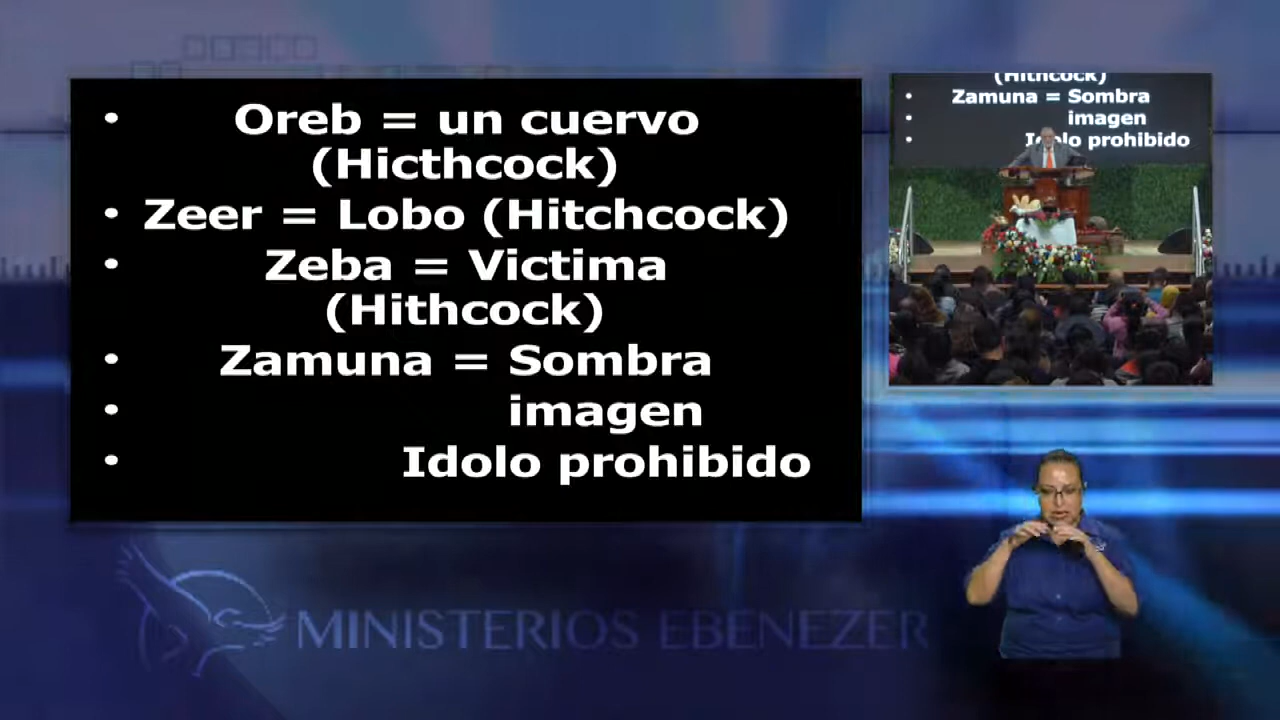 • Oreb = un cuervo
(Hicthcock)
• Zeer = Lobo (Hitchcock)
• Zeba = Victima
(Hithcock)
• Zamuna = Sombra
• imagen
• Idolo prohibido
(Hithcock)
• Zamuna = Sombra
• imagen
• Idolo prohibido
MINISTERIOS EBENEZER